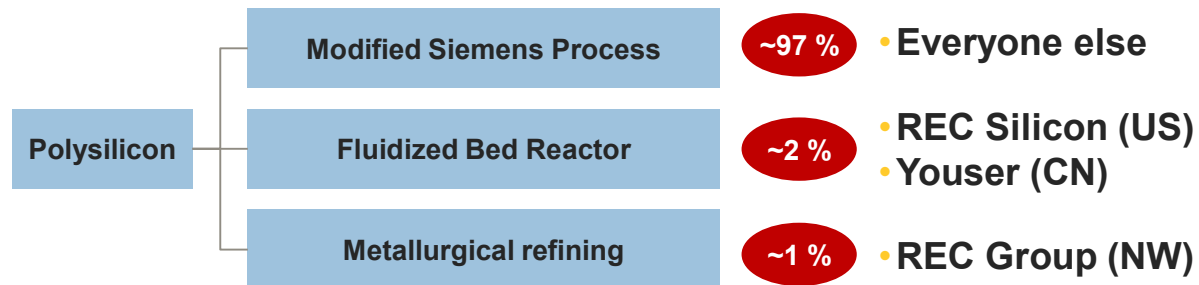 Modified Siemens Process
~97 %
• Everyone else
Polysilicon
Fluidized Bed Reactor
~2 %
• REC Silicon (US)
• Youser (CN)
Metallurgical refining
~1 %
• REC Group (NW)